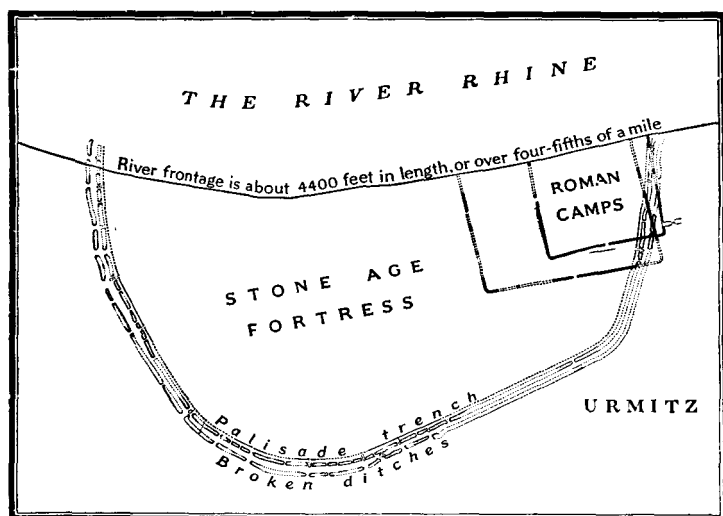 THE RIVER RHINE
River frontage is about 4400 feet in length, or over four-fifths of a mile
ROMAN
CAMPS
STONE AGE
FORTRESS
URMITZ
Palisade trench
Broken ditches